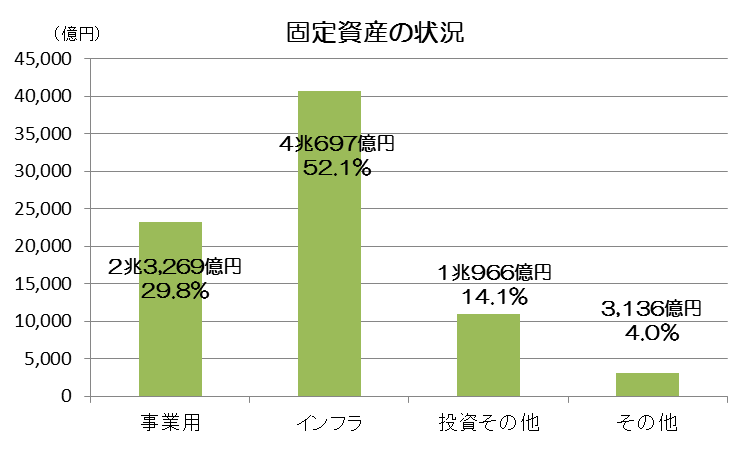 固定資産の状況
（億円）
45,000
40,000
35,000
30,000
25,000
20,000
15,000
10,000
5,000
0
2兆3,269億円
29.8%
4兆697億円
52.1%
1兆966億円
14.1%
3,136億円
4.0%
事業用
インフラ
投資その他
その他